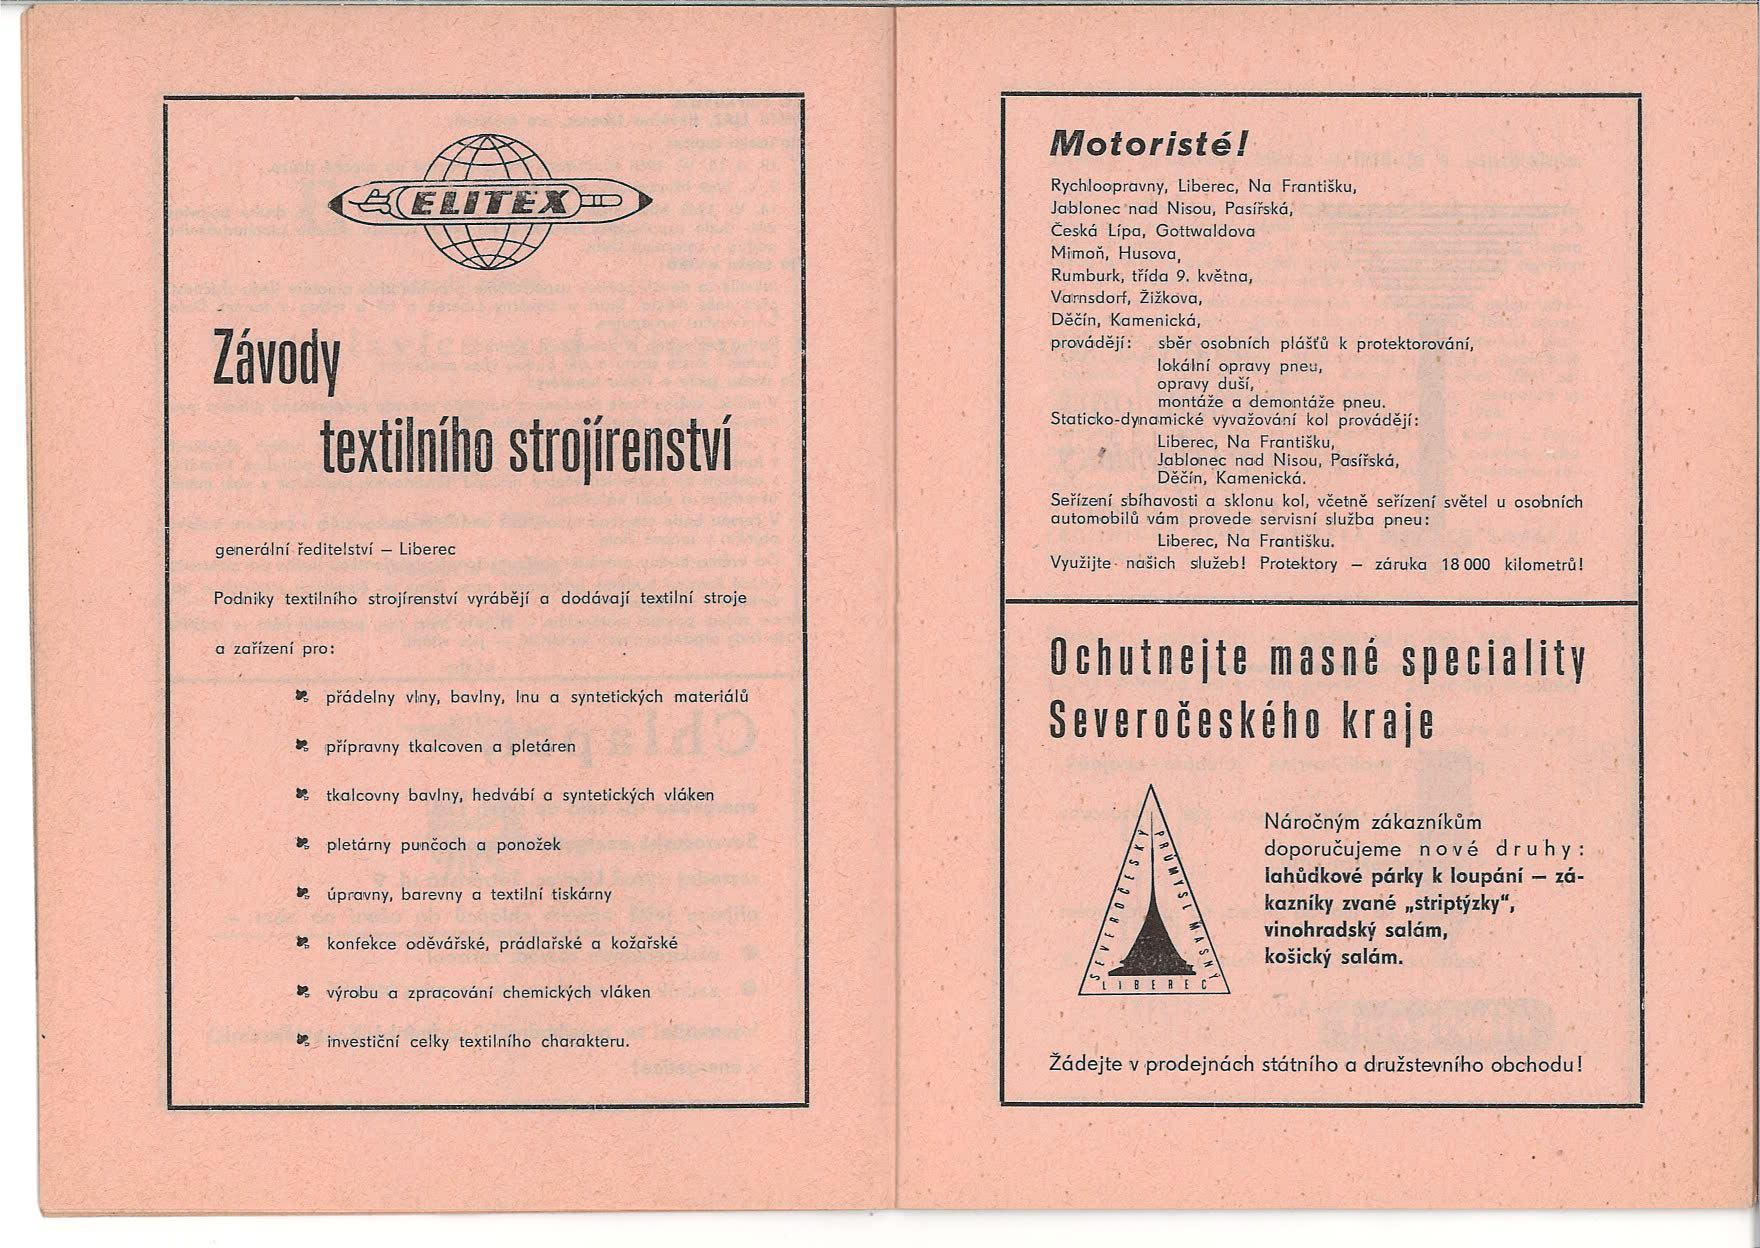 ELITEX
Závody
textilního strojírenství
generální ředitelství – Liberec
Podniky textilního strojírenství vyrábějí a dodávají textilní stroje
a zařízení pro:
přádelny vlny, bavlny, lnu a syntetických materiálů
přípravny tkalcoven a pletáren
tkalcovny bavlny, hedvábí a syntetických vláken
pletárny punčoch a ponožek
úpravny, barevny a textilní tiskárny
konfekce oděvářské, prádlařské a kožařské
výrobu a zpracování chemických vláken
investiční celky textilního charakteru.
Motoristé!
Rychloopravny, Liberec, Na Františku,
Jablonec nad Nisou, Pasířská,
Česká Lípa, Gottwaldova
Mimoň, Husova,
Rumburk, třída 9. května,
Varnsdorf, Žižkova,
Děčín, Kamenická,
provádějí: sběr osobních plášťů k protektorování,
lokální opravy pneu,
opravy duší,
montáže a demontáže pneu.
Staticko-dynamické vyvažování kol provádějí:
Liberec, Na Františku,
Jablonec nad Nisou, Pasířská,
Děčín, Kamenická.
Seřízení sbíhavosti a sklonu kol, včetně seřízení světel u osobních
automobilů vám provede servisní služba pneu:
Liberec, Na Františku.
Využijte našich služeb! Protektory – záruka 18 000 kilometrů!
Ochutnejte masné speciality
Severočeského kraje
SEVEROČESKÝ
PRŮMYSL MASNÝ
LIBEREC
Náročným zákazníkům
doporučujeme nové druhy:
lahůdkové párky k loupání – zá-
kazníky zvané „striptýzky“,
vinohradský salám,
košický salám.
Žádejte v prodejnách státního a družstevního obchodu!